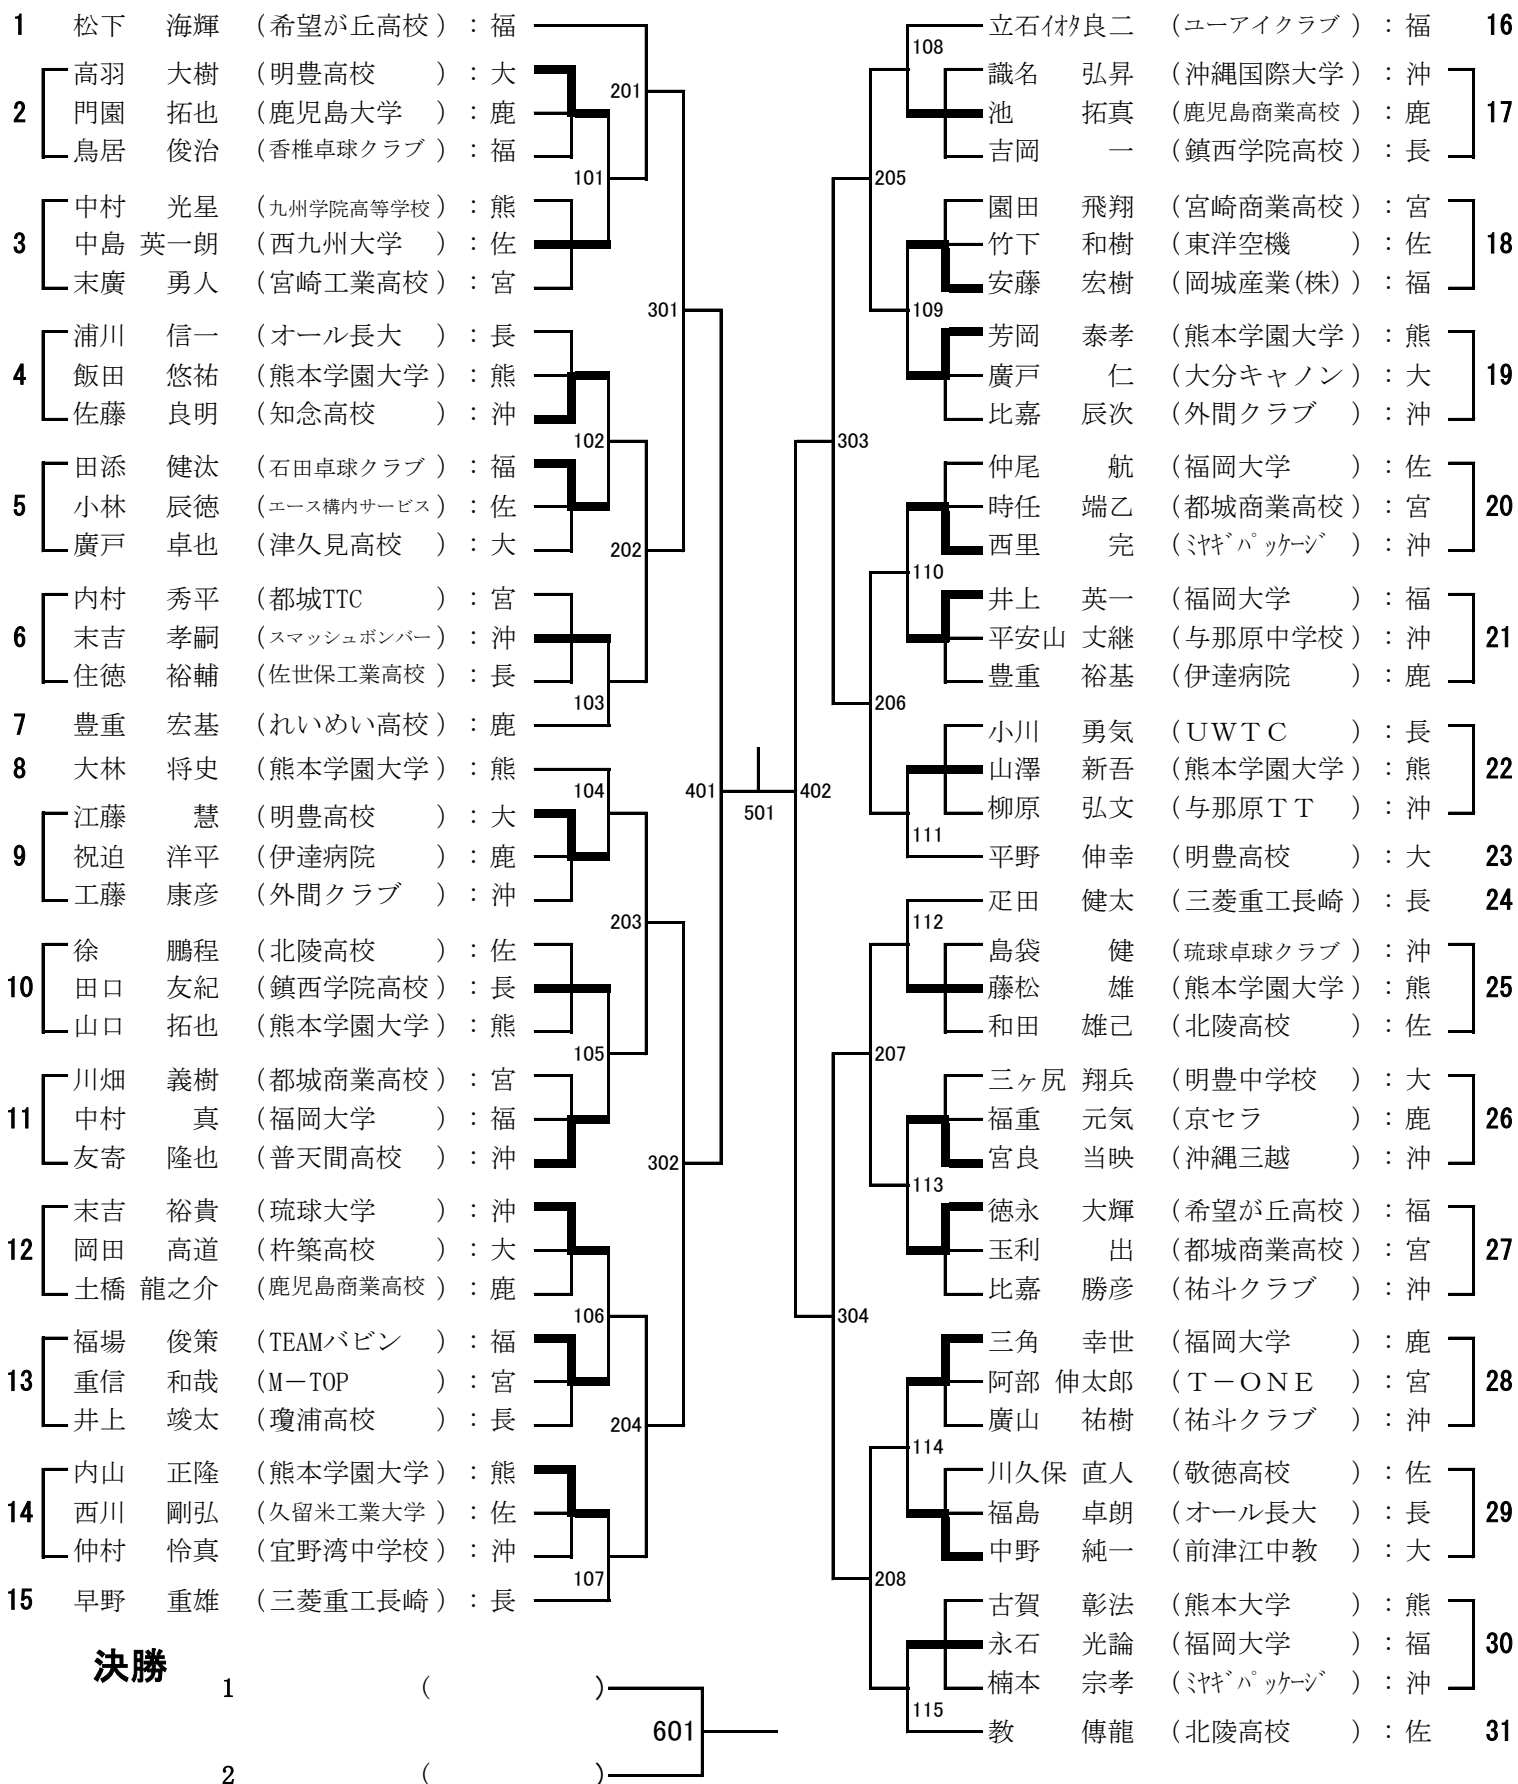 1 松下 海輝 (希望が丘高校) : 福
高羽 大樹 (明豊高校) : 大
2 門園 拓也 (鹿児島大学) : 鹿
鳥居 俊治 (香椎卓球クラブ) : 福
中村 光星 (九州学院高等学校) : 熊
3 中島 英一朗 (西九州大学) : 佐
末廣 勇人 (宮崎工業高校) : 宮
浦川 信一 (オール長大) : 長
4 飯田 悠祐 (熊本学園大学) : 熊
佐藤 良明 (知念高校) : 沖
田添 健汰 (石田卓球クラブ) : 福
5 小林 辰徳 (エース構内サービス) : 佐
廣戸 卓也 (津久見高校) : 大
内村 秀平 (都城TTC) : 宮
6 末吉 孝嗣 (スマッシュボンバー) : 沖
住徳 裕輔 (佐世保工業高校) : 長
7 豊重 宏基 (れいめい高校) : 鹿
8 大林 将史 (熊本学園大学) : 熊
江藤 慧 (明豊高校) : 大
9 祝迫 洋平 (伊達病院) : 鹿
工藤 康彦 (外間クラブ) : 沖
徐 鵬程 (北陵高校) : 佐
10 田口 友紀 (鎮西学院高校) : 長
山口 拓也 (熊本学園大学) : 熊
川畑 義樹 (都城商業高校) : 宮
11 中村 真 (福岡大学) : 福
友寄 隆也 (普天間高校) : 沖
末吉 裕貴 (琉球大学) : 沖
12 岡田 高道 (杵築高校) : 大
土橋 龍之介 (鹿児島商業高校) : 鹿
福場 俊策 (TEAMバビン) : 福
13 重信 和哉 (M－TOP) : 宮
井上 竣太 (瓊浦高校) : 長
内山 正隆 (熊本学園大学) : 熊
14 西川 剛弘 (久留米工業大学) : 佐
仲村 怜真 (宜野湾中学校) : 沖
15 早野 重雄 (三菱重工長崎) : 長
101
102
103
104
105
106
107
201
202
203
204
301
302
401
501
402
303
304
205
206
207
208
108
109
110
111
112
113
114
115
立石ｲｵﾀ良二 (ユーアイクラブ) : 福 16
識名 弘昇 (沖縄国際大学) : 沖
池 拓真 (鹿児島商業高校) : 鹿 17
吉岡 一 (鎮西学院高校) : 長
園田 飛翔 (宮崎商業高校) : 宮
竹下 和樹 (東洋空機) : 佐 18
安藤 宏樹 (岡城産業(株)) : 福
芳岡 泰孝 (熊本学園大学) : 熊
廣戸 仁 (大分キャノン) : 大 19
比嘉 辰次 (外間クラブ) : 沖
仲尾 航 (福岡大学) : 佐
時任 端乙 (都城商業高校) : 宮 20
西里 完 (ﾐﾔｷﾞﾊﾟｯｹｰｼﾞ) : 沖
井上 英一 (福岡大学) : 福
平安山 丈継 (与那原中学校) : 沖 21
豊重 裕基 (伊達病院) : 鹿
小川 勇気 (ＵＷＴＣ) : 長
山澤 新吾 (熊本学園大学) : 熊 22
柳原 弘文 (与那原ＴＴ) : 沖
平野 伸幸 (明豊高校) : 大 23
疋田 健太 (三菱重工長崎) : 長 24
島袋 健 (琉球卓球クラブ) : 沖
藤松 雄 (熊本学園大学) : 熊 25
和田 雄己 (北陵高校) : 佐
三ヶ尻 翔兵 (明豊中学校) : 大
福重 元気 (京セラ) : 鹿 26
宮良 当映 (沖縄三越) : 沖
徳永 大輝 (希望が丘高校) : 福
玉利 出 (都城商業高校) : 宮 27
比嘉 勝彦 (祐斗クラブ) : 沖
三角 幸世 (福岡大学) : 鹿
阿部 伸太郎 (Ｔ－ＯＮＥ) : 宮 28
廣山 祐樹 (祐斗クラブ) : 沖
川久保 直人 (敬徳高校) : 佐
福島 卓朗 (オール長大) : 長 29
中野 純一 (前津江中教) : 大
古賀 彰法 (熊本大学) : 熊
永石 光論 (福岡大学) : 福 30
楠本 宗孝 (ﾐﾔｷﾞﾊﾟｯｹｰｼﾞ) : 沖
教 傳龍 (北陵高校) : 佐 31
決勝
1 ( )
601
2 ( )